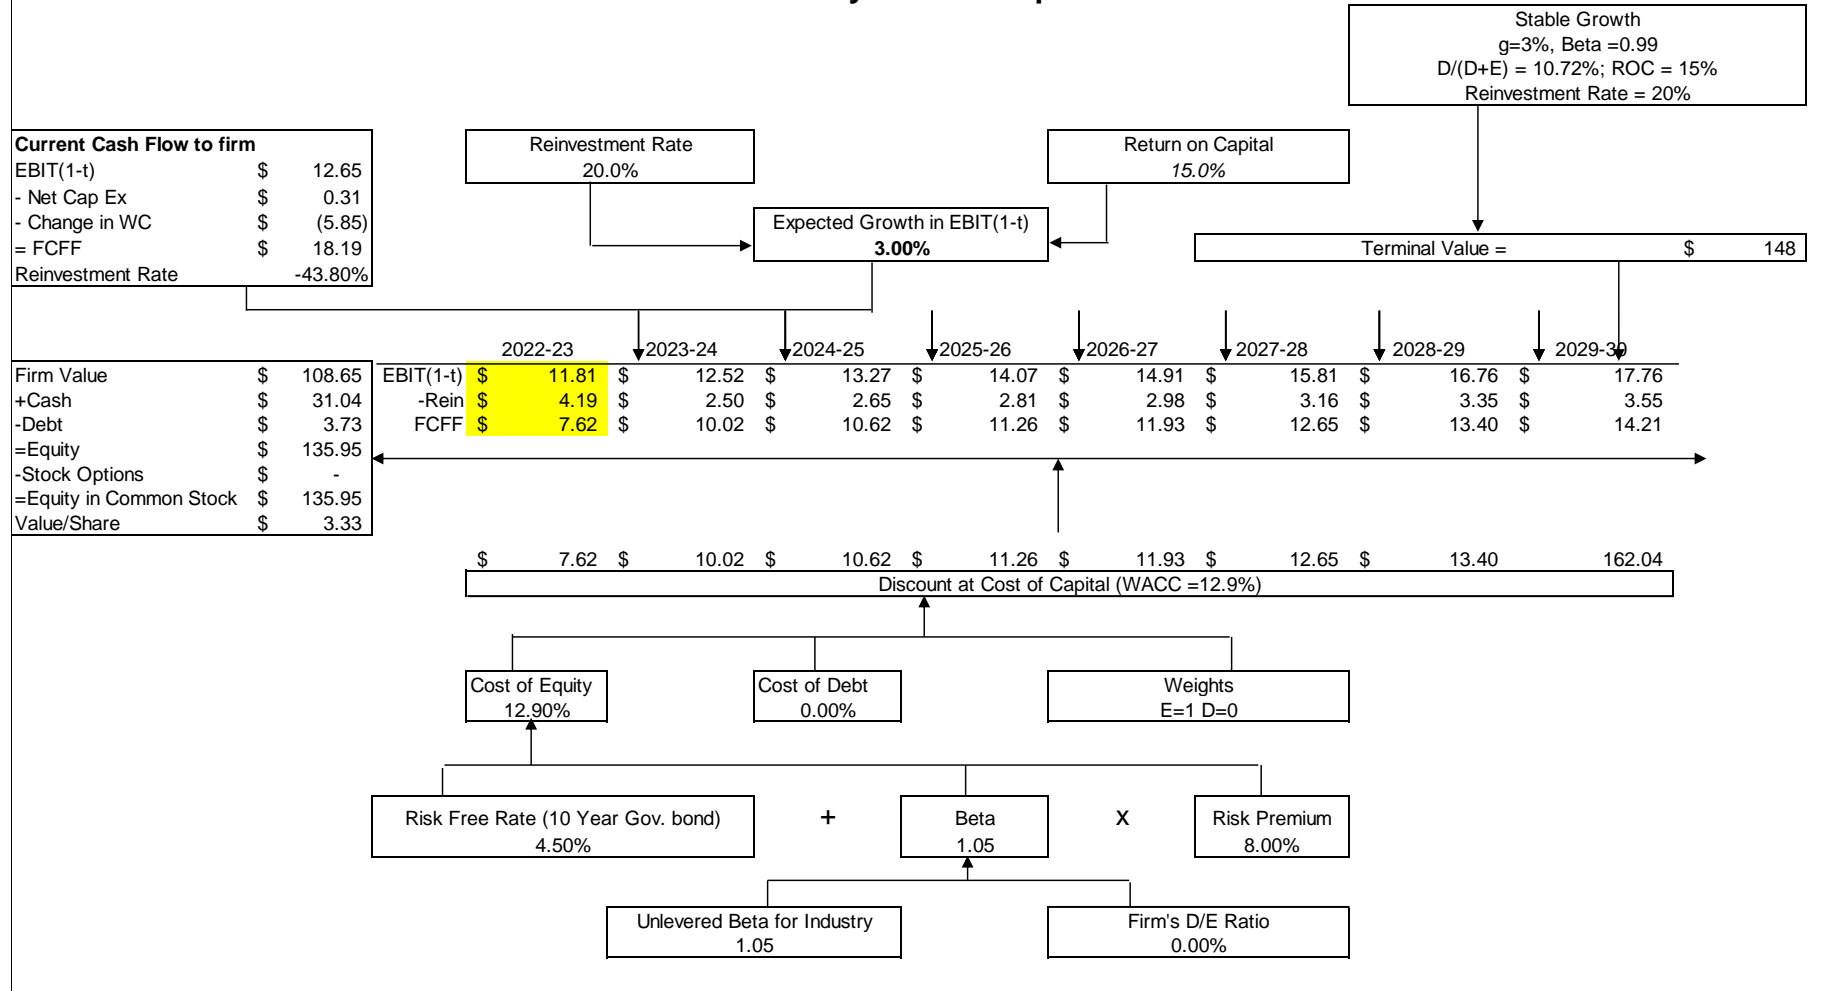 Stable Growth
g=3%, Beta =0.99
D/(D+E) = 10.72%; ROC = 15%
Reinvestment Rate = 20%
Current Cash Flow to firm
EBIT(1-t) $ 12.65
- Net Cap Ex $ 0.31
- Change in WC $ (5.85)
= FCFF $ 18.19
Reinvestment Rate -43.80%
Reinvestment Rate
20.0%
Return on Capital
15.0%
Expected Growth in EBIT(1-t)
3.00%
Terminal Value = $ 148
2022-23 2023-24 2024-25 2025-26 2026-27 2027-28 2028-29 2029-30
Firm Value $ 108.65
+Cash $ 31.04
-Debt $ 3.73
=Equity $ 135.95
-Stock Options $ -
=Equity in Common Stock $ 135.95
Value/Share $ 3.33
EBIT(1-t) $ 11.81 $ 12.52 $ 13.27 $ 14.07 $ 14.91 $ 15.81 $ 16.76 $ 17.76
-Rein $ 4.19 $ 2.50 $ 2.65 $ 2.81 $ 2.98 $ 3.16 $ 3.35 $ 3.55
FCFF $ 7.62 $ 10.02 $ 10.62 $ 11.26 $ 11.93 $ 12.65 $ 13.40 $ 14.21
$ 7.62 $ 10.02 $ 10.62 $ 11.26 $ 11.93 $ 12.65 $ 13.40 162.04
Discount at Cost of Capital (WACC =12.9%)
Cost of Equity
12.90%
Cost of Debt
0.00%
Weights
E=1 D=0
Risk Free Rate (10 Year Gov. bond)
4.50%
+
Beta
1.05
X
Risk Premium
8.00%
Unlevered Beta for Industry
1.05
Firm's D/E Ratio
0.00%